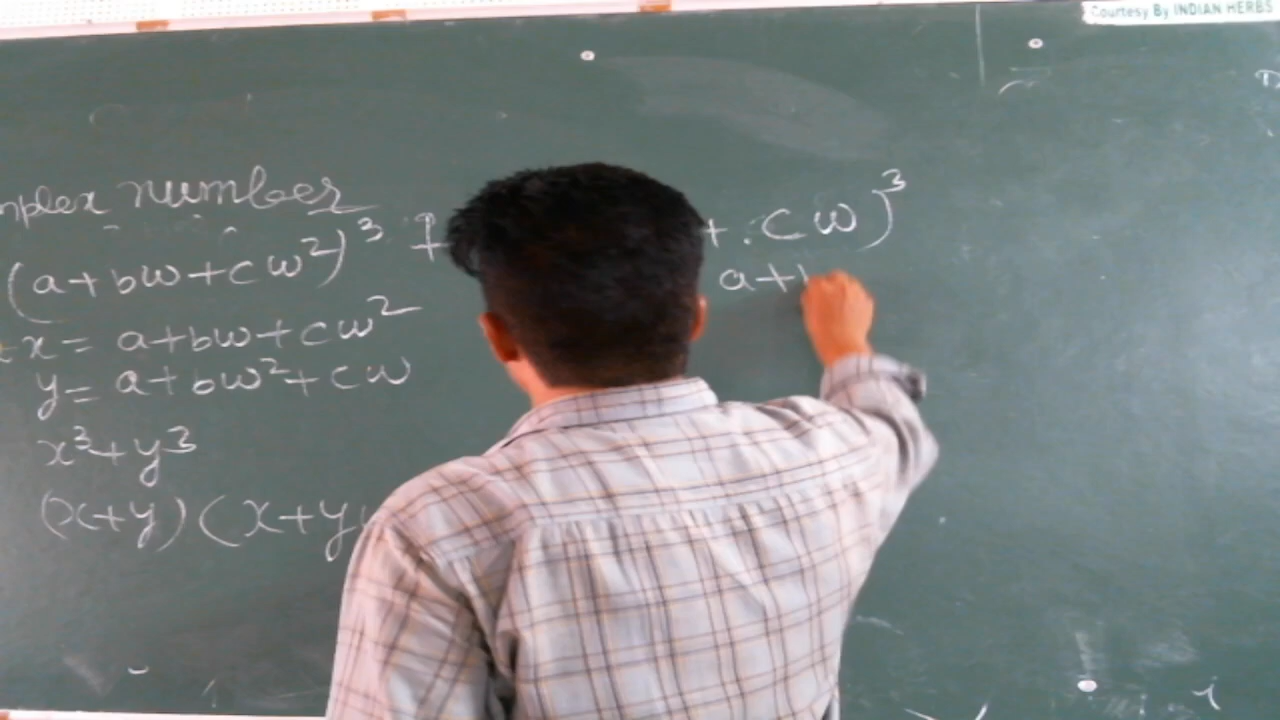 Courtesy By INDIAN HERBS
mplex number
(a+bw+cw²)³ + + cw)³
x= a+bw+cw² a+
y= a+bw²+cw
x³+y³
(x+y)(x+y